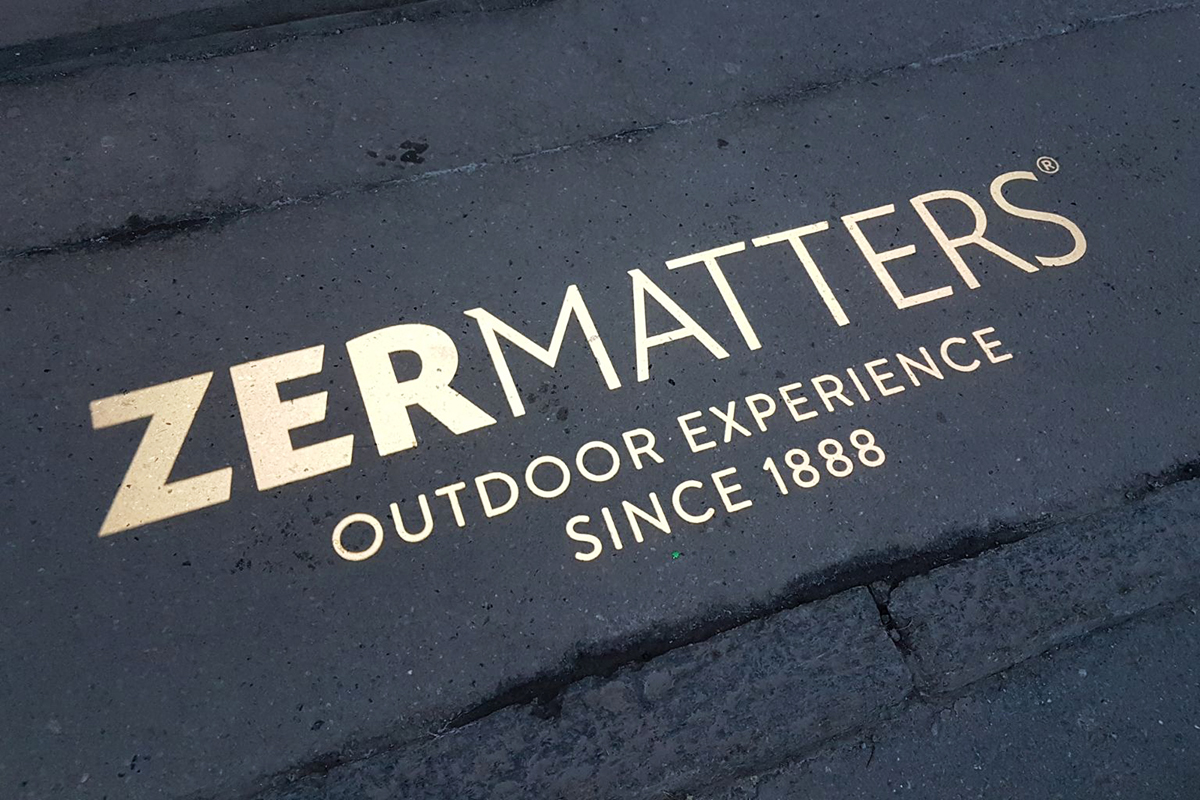 ZERMATTERS®
OUTDOOR EXPERIENCE
SINCE 1888